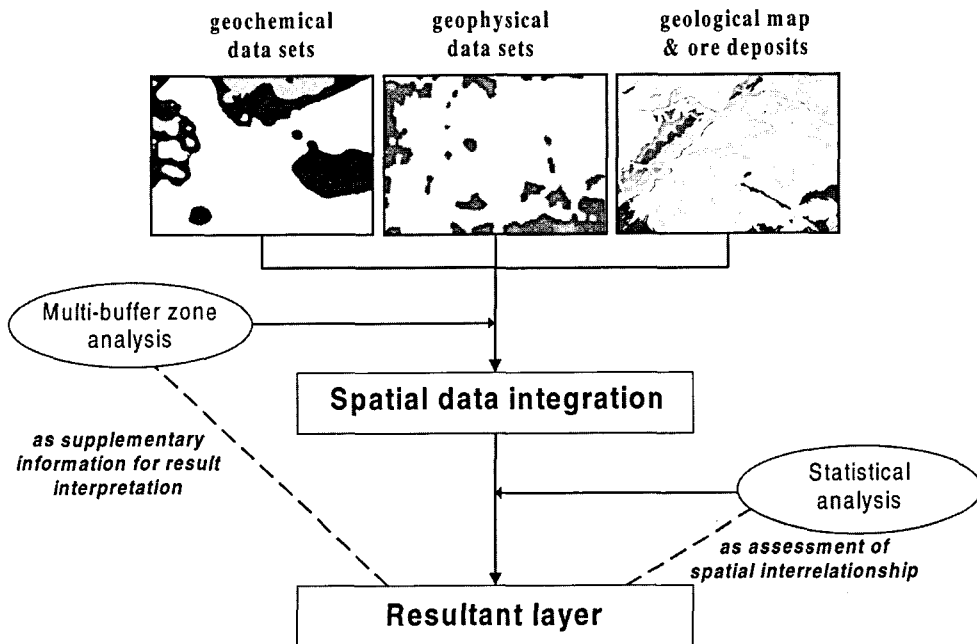 geochemical
data sets
geophysical
data sets
geological map
& ore deposits
Multi-buffer zone
analysis
Spatial data integration
as supplementary
information for result
interpretation
Statistical
analysis
as assessment of
spatial interrelationship
Resultant layer